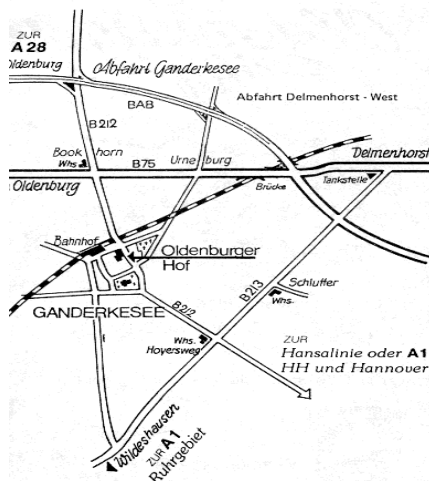 ZUR
A 28
Oldenburg
Abfahrt Ganderkesee
BAB
Abfahrt Delmenhorst - West
B212
Book horn
Whs
B75
Urneburg
Delmenhorst
Oldenburg
Brücke
Tankstelle
Bahnhof
Oldenburger
Hof
Schlutter
B213
Whs.
GANDERKESEE
B212
Whs.
Hoyersweg
ZUR
Hansalinie oder A1
HH und Hannover
Wildeshausen
ZUR A1
Ruhrgebiet